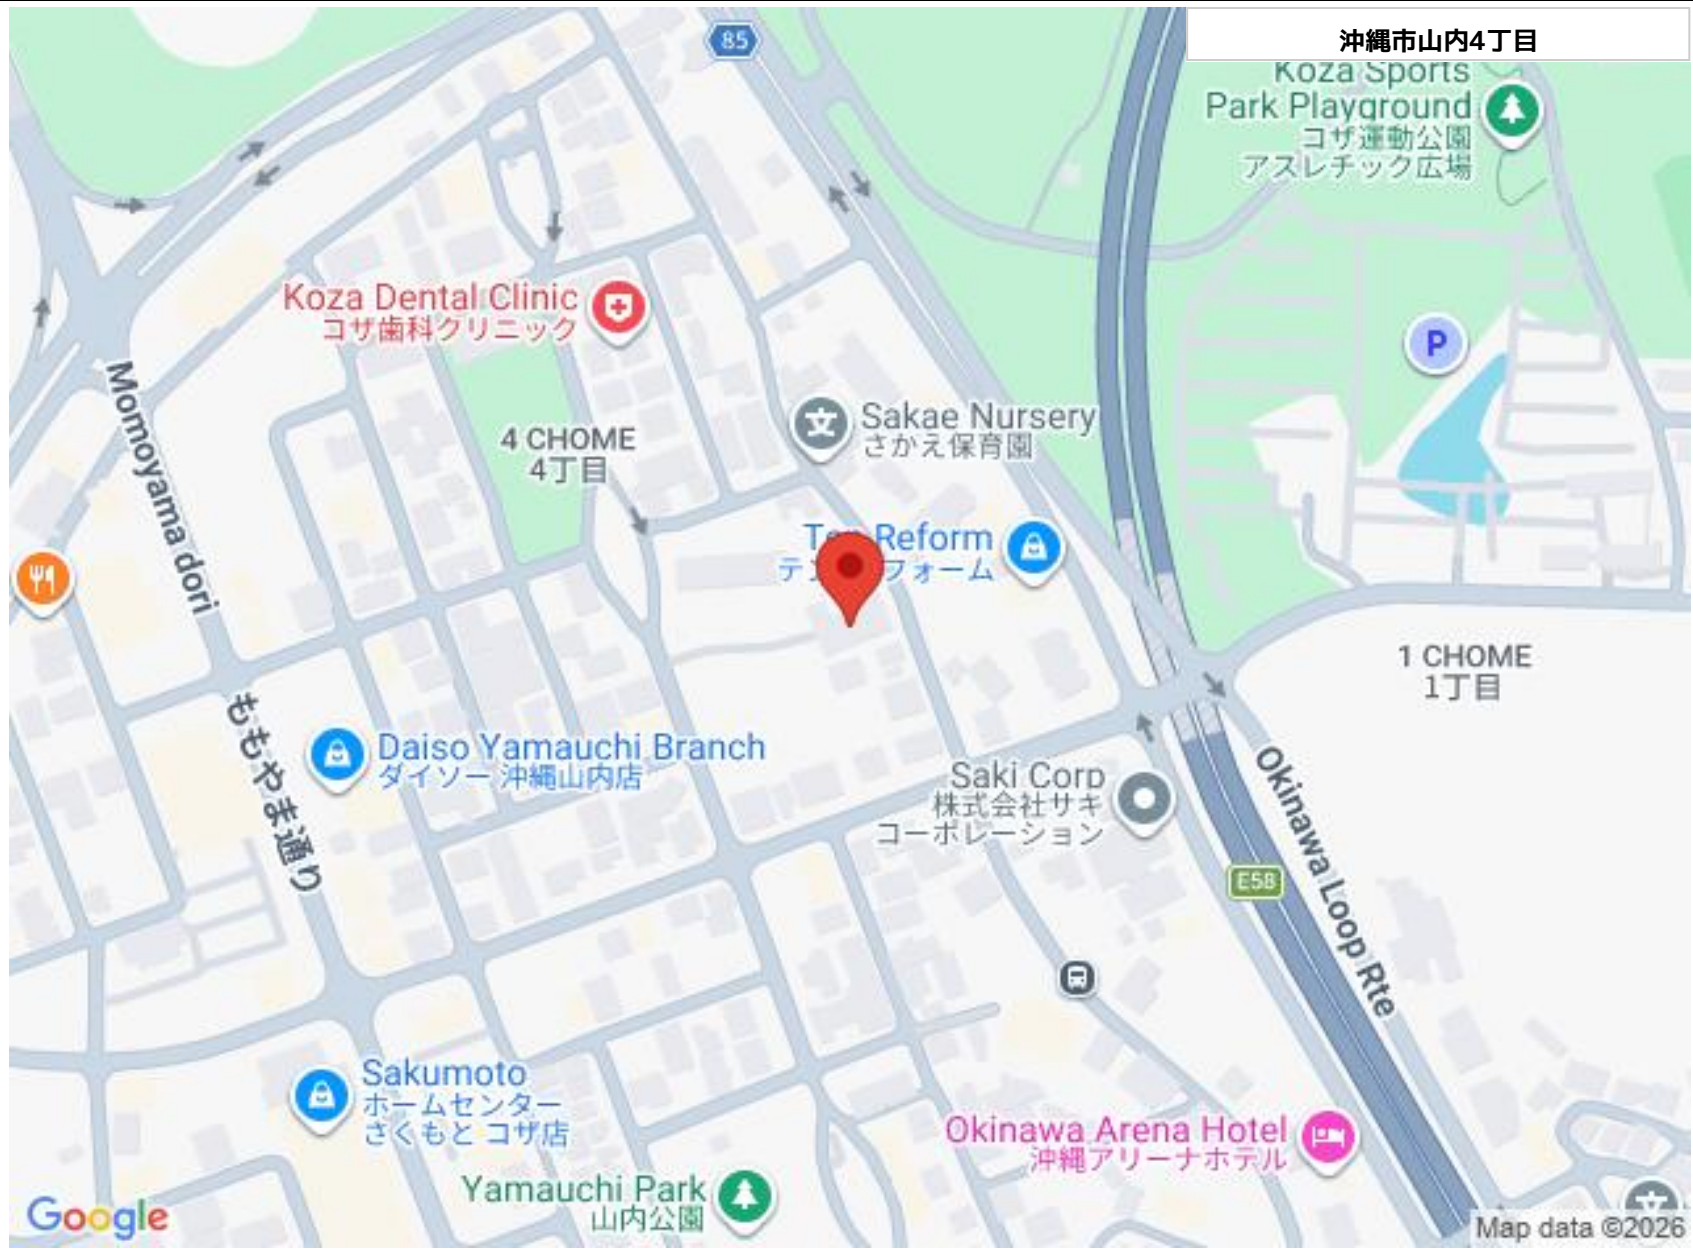 沖縄市山内4丁目
85
Koza Sports
Park Playground
コザ運動公園
アスレチック広場
P
Koza Dental Clinic
コザ歯科クリニック
Momoyama dori
4 CHOME
4丁目
Sakae Nursery
さかえ保育園
Reform
フォーム
1 CHOME
1丁目
ももやま通り
Daiso Yamauchi Branch
ダイソー 沖縄山内店
Saki Corp
株式会社サキ
コーポレーション
E58
Okinawa Loop Rte
Sakumoto
ホームセンター
さくもと コザ店
Okinawa Arena Hotel
沖縄アリーナホテル
Yamauchi Park
山内公園
Google
Map data ©2026